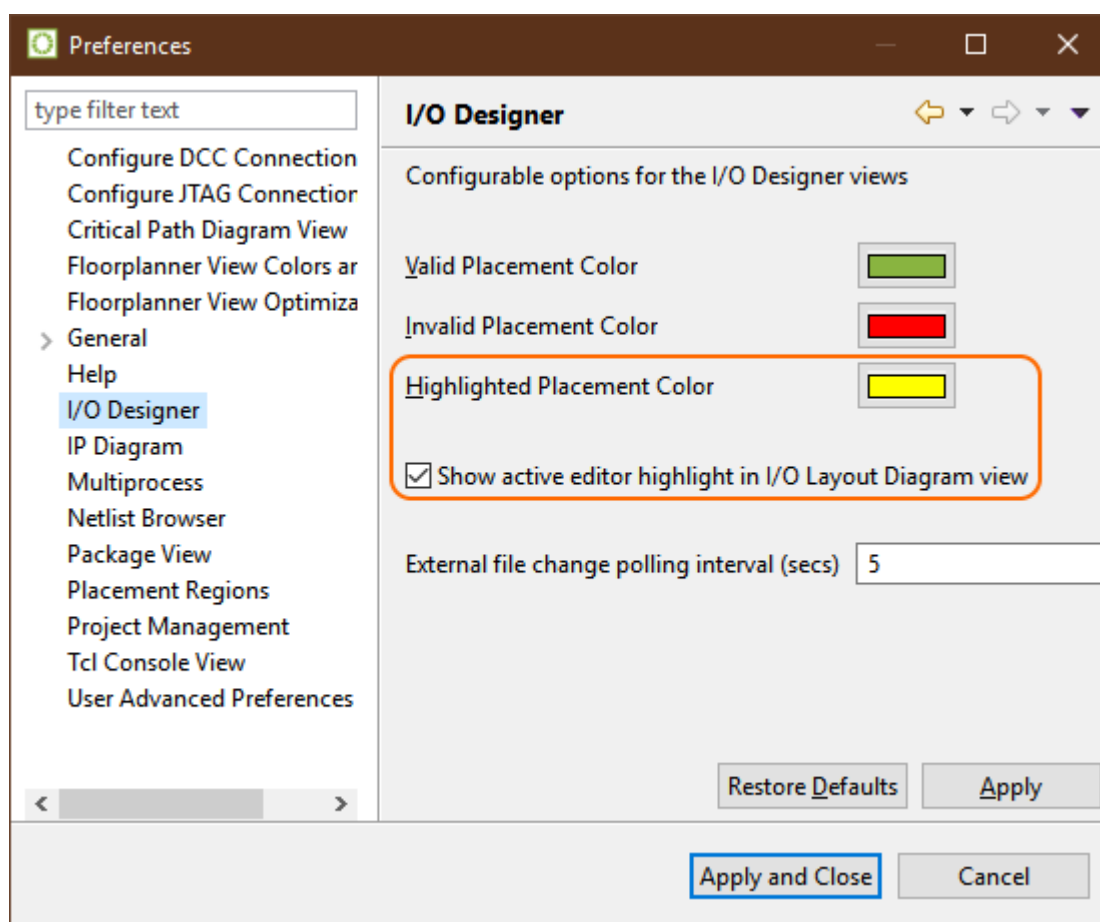 Preferences
type filter text
Configure DCC Connection
Configure JTAG Connection
Critical Path Diagram View
Floorplanner View Colors ar
Floorplanner View Optimiza
General
Help
I/O Designer
IP Diagram
Multiprocess
Netlist Browser
Package View
Placement Regions
Project Management
Tcl Console View
User Advanced Preferences
I/O Designer
Configurable options for the I/O Designer views
Valid Placement Color
Invalid Placement Color
Highlighted Placement Color
Show active editor highlight in I/O Layout Diagram view
External file change polling interval (secs) 5
Restore Defaults Apply
Apply and Close Cancel